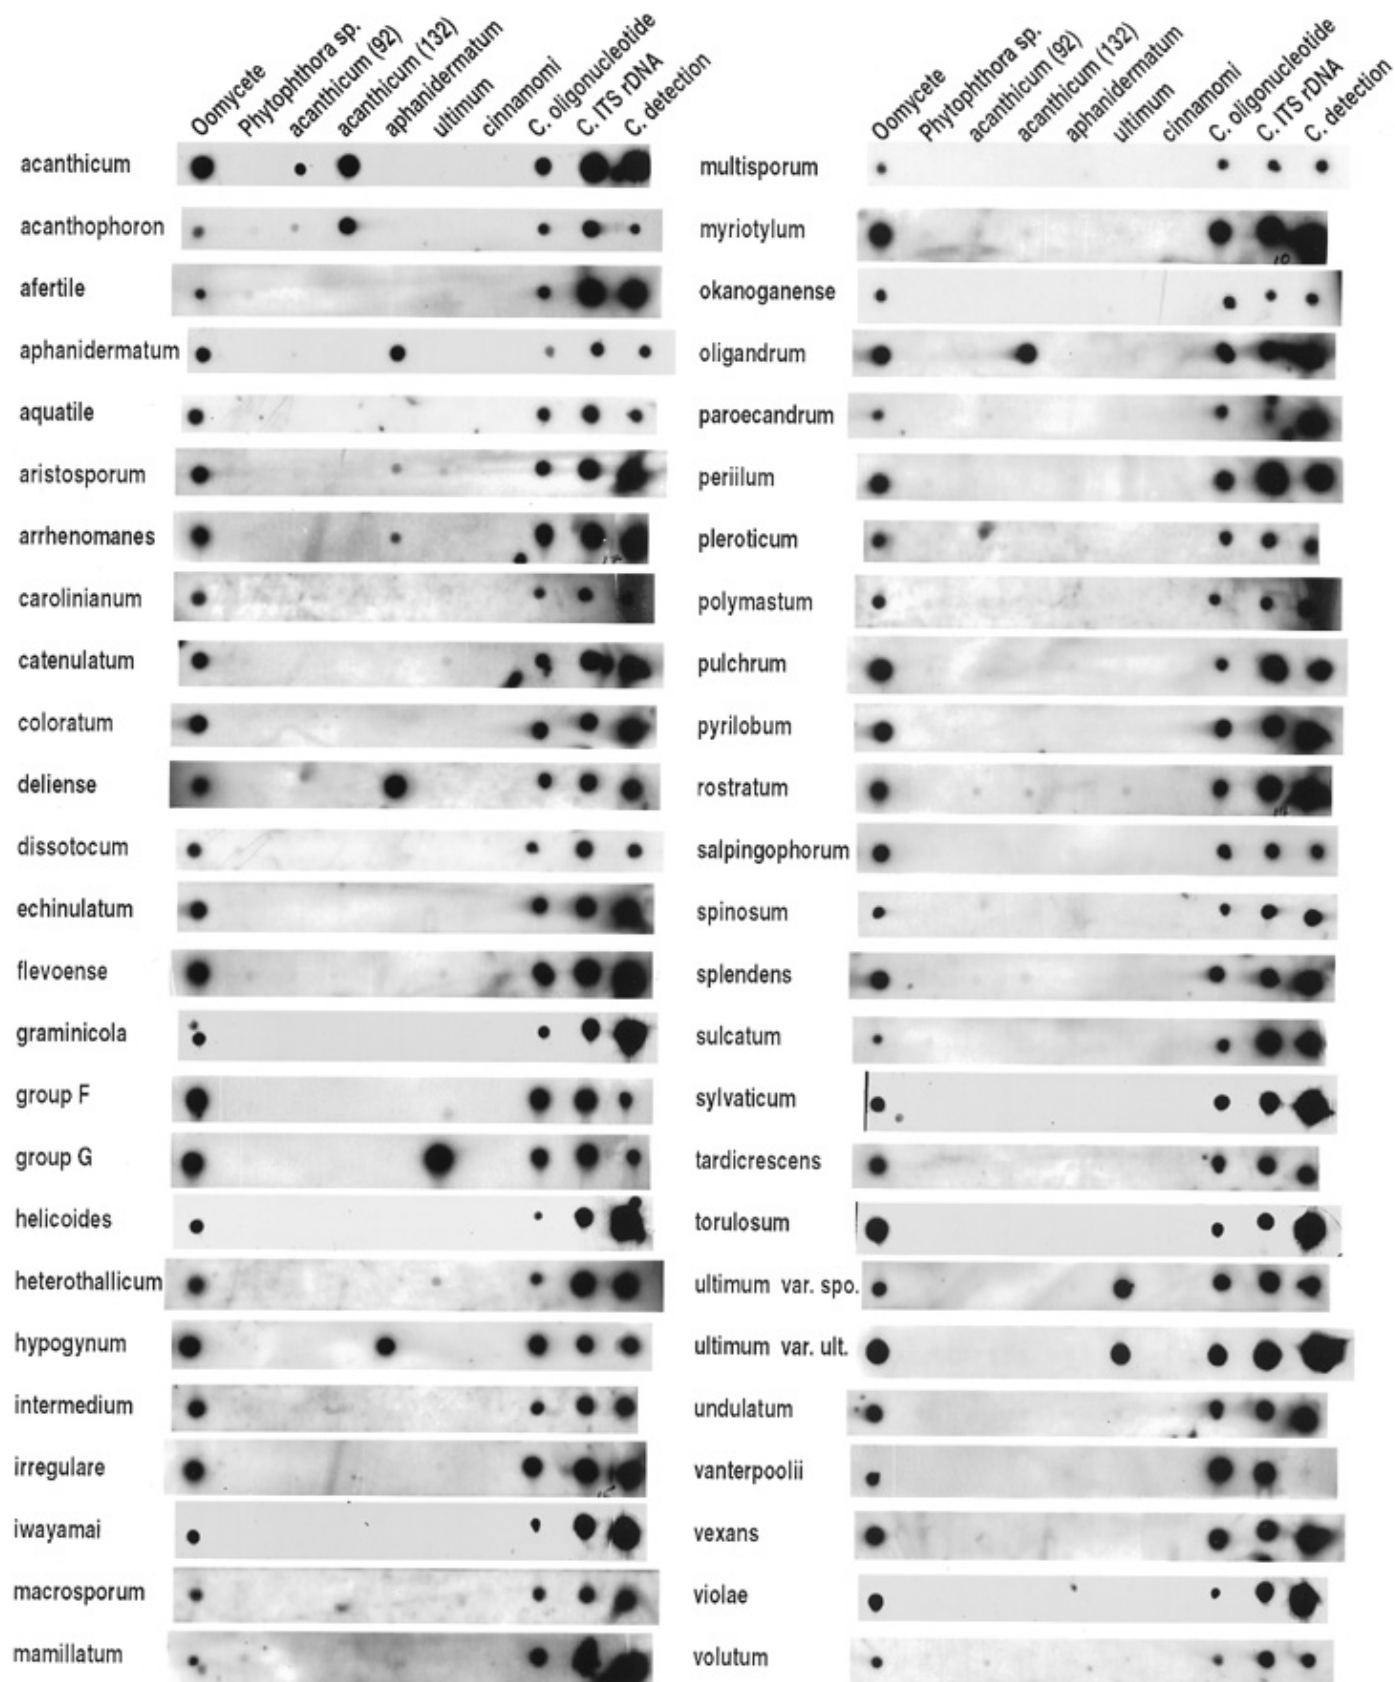 Oomycete
Phytophthora sp.
acanthicum (92)
acanthicum (132)
aphanidermatum
ultimum
cinnamomi
C. oligonucleotide
C. ITS rDNA
C. detection
acanthicum
acanthophoron
afertile
aphanidermatum
aquatile
aristosporum
arrhenomanes
carolinianum
catenulatum
coloratum
deliense
dissotocum
echinulatum
flevoense
graminicola
group F
group G
helicoides
heterothallicum
hypogynum
intermedium
irregulare
iwayamai
macrosporum
mamillatum
Oomycete
Phytophthora sp.
acanthicum (92)
acanthicum (132)
aphanidermatum
ultimum
cinnamomi
C. oligonucleotide
C. ITS rDNA
C. detection
multisporum
myriotylum
okanoganense
oligandrum
paroecandrum
periilum
pleroticum
polymastum
pulchrum
pyrilobum
rostratum
salpingophorum
spinosum
splendens
sulcatum
sylvaticum
tardicrescens
torulosum
ultimum var. spo.
ultimum var. ult.
undulatum
vanterpoolii
vexans
violae
volutum